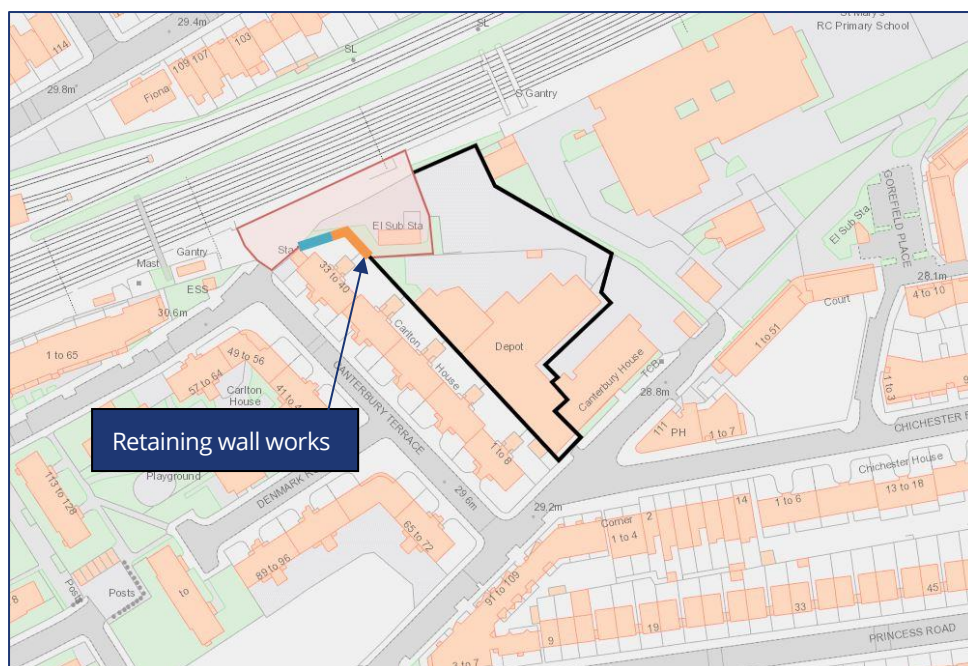 29.4m
SL
114
109 107
103
Fiona
29.8m
SL
S Gantry
RC Primary School
El Sub Sta
Sta
Gantry
Mast
ESS
30.6m
33 to 40
Carlton
House
Depot
Canterbury House
TCB
28.8m
El Sub Sta
GOREFIELD PLACE
28.1m
4 to 10
Court
1 to 51
1 to 3
9
1 to 65
49 to 56
57 to 64
Carlton
House
CANTERBURY TERRACE
1 to 8
111
PH
1 to 7
CHICHESTER
Chichester House
1 to 6
13 to 18
Retaining wall works
Playground
113 to 128
DENMARK
29.6m
65 to 72
89 to 96
29.2m
Corner
1 to 4
2
14
91 to 109
Posts
Posts
to
8
9
19
33
45
PRINCESS ROAD
3 to 7